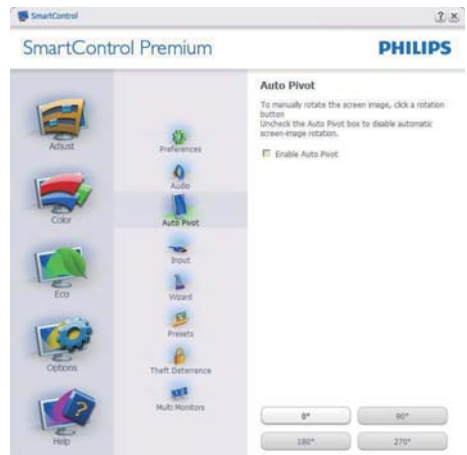 SmartControl
SmartControl Premium
PHILIPS
Adjust
Color
Eco
Options
Help
Preferences
Audio
Auto Pivot
Input
Wizard
Presets
Theft Deterrence
Multi Monitors
Auto Pivot
To manually rotate the screen image, click a rotation
button
Uncheck the Auto Pivot box to disable automatic
screen-image rotation.
Enable Auto Pivot
0°
90°
180°
270°